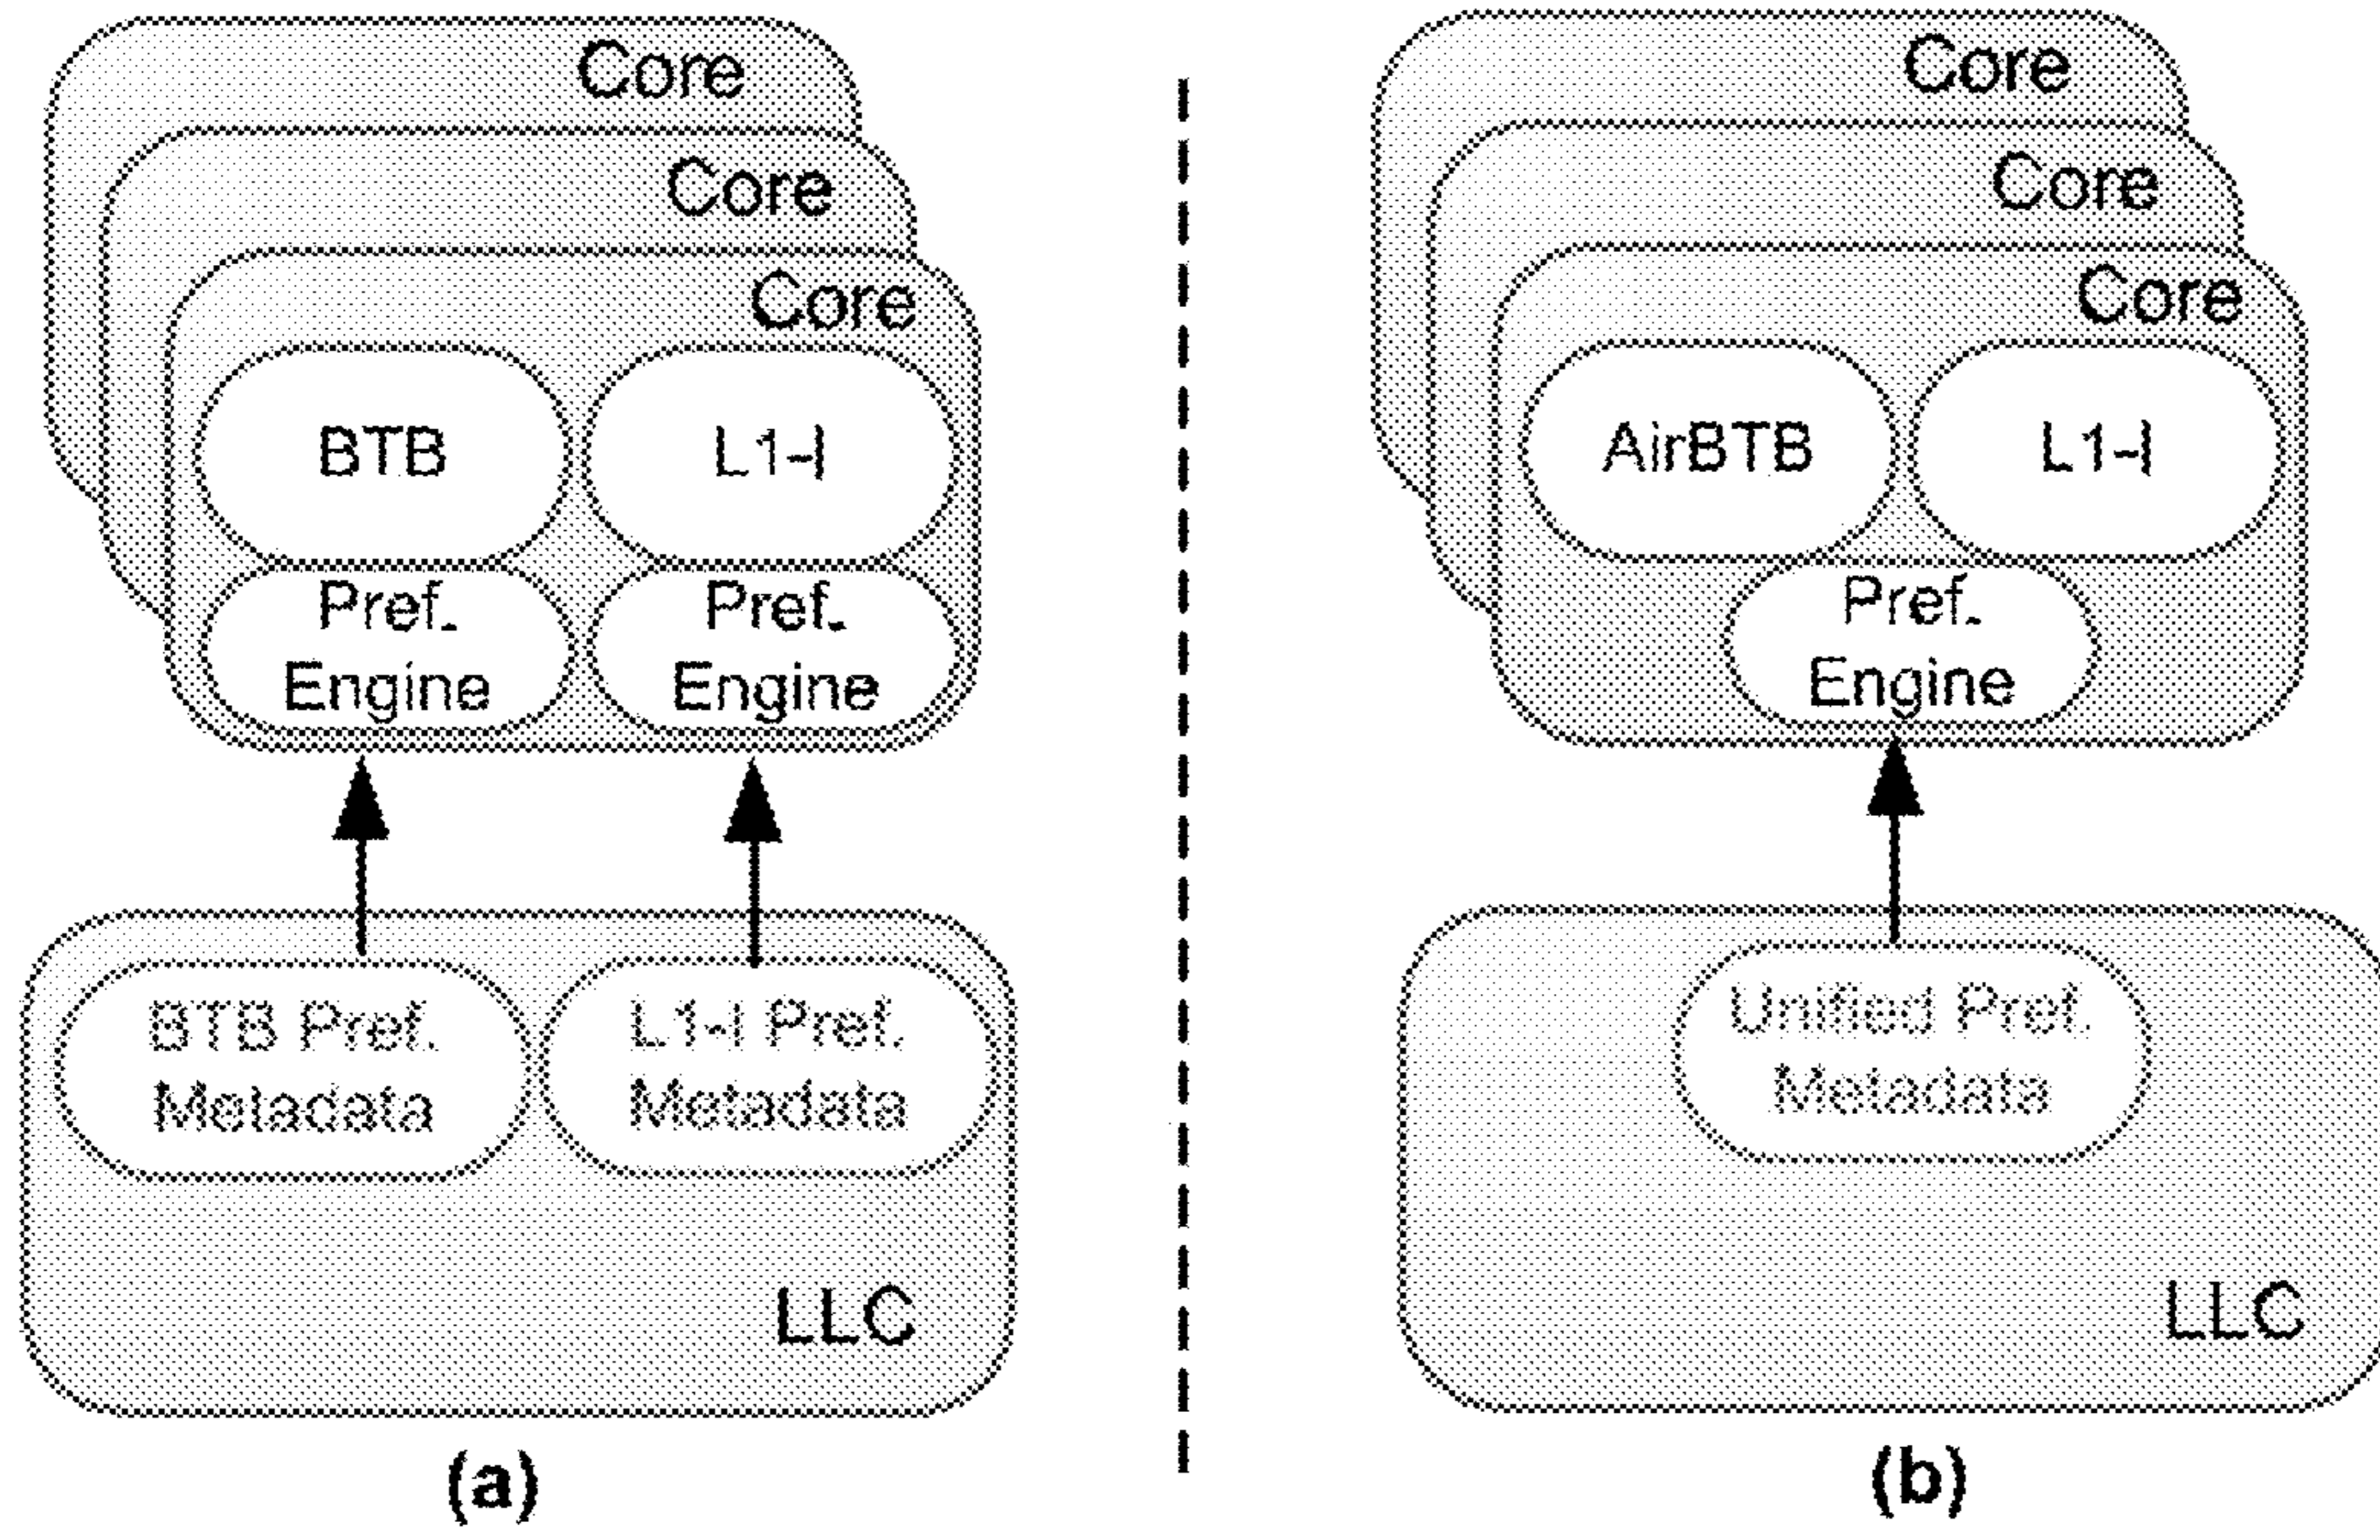 Core
Core
Core
BTB
L1-I
Pref.
Engine
Pref.
Engine
BTB Pref.
Metadata
L1-I Pref.
Metadata
LLC
(a)
Core
Core
Core
AirBTB
L1-I
Pref.
Engine
Unified Pref.
Metadata
LLC
(b)